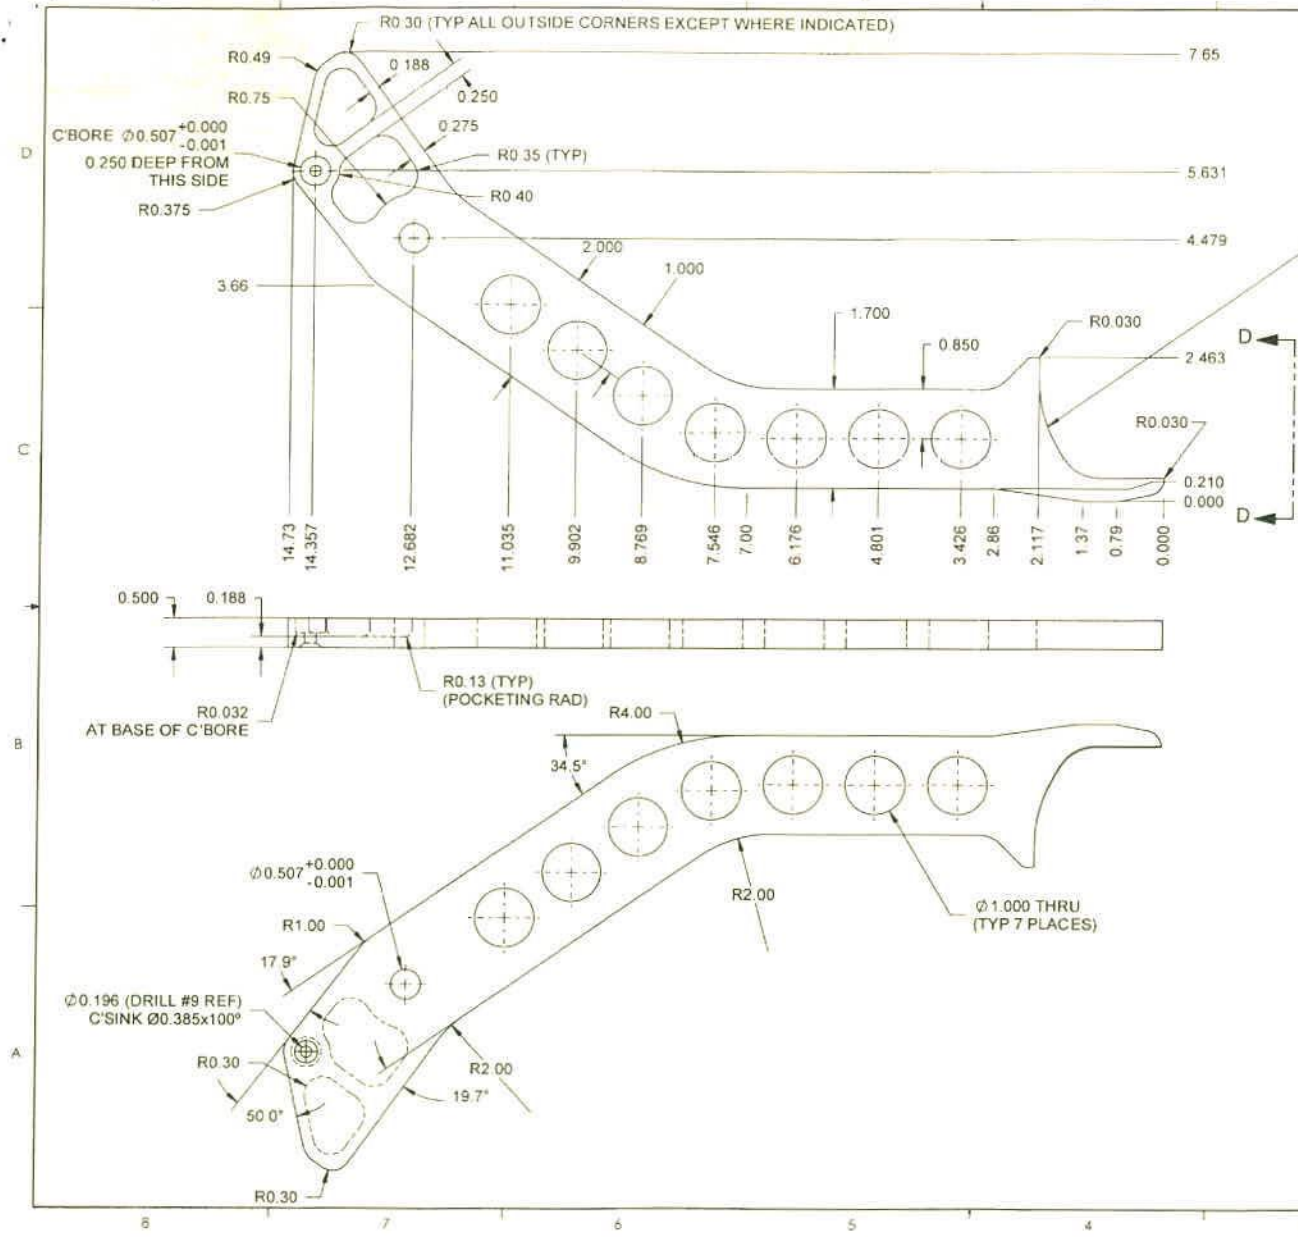 R0.30 (TYP ALL OUTSIDE CORNERS EXCEPT WHERE INDICATED)
R0.49
0.188
7.65
R0.75
0.250
C'BORE Ø0.507 +0.000
-0.001
0.250 DEEP FROM
THIS SIDE
0.275
R0.35 (TYP)
5.631
R0.375
R0.40
4.479
2.000
1.000
3.66
1.700
0.850
R0.030
2.463
D
R0.030
0.210
0.000
D
14.73
14.357
12.682
11.035
9.902
8.769
7.546
7.00
6.176
4.801
3.426
2.86
2.117
1.37
0.79
0.000
0.500
0.188
R0.13 (TYP)
(POCKETING RAD)
R0.032
AT BASE OF C'BORE
R4.00
34.5°
Ø0.507 +0.000
-0.001
R2.00
Ø1.000 THRU
(TYP 7 PLACES)
R1.00
17.9°
Ø0.196 (DRILL #9 REF)
C'SINK Ø0.385x100º
R0.30
R2.00
19.7°
50.0°
R0.30
D
C
B
A
8
7
6
5
4